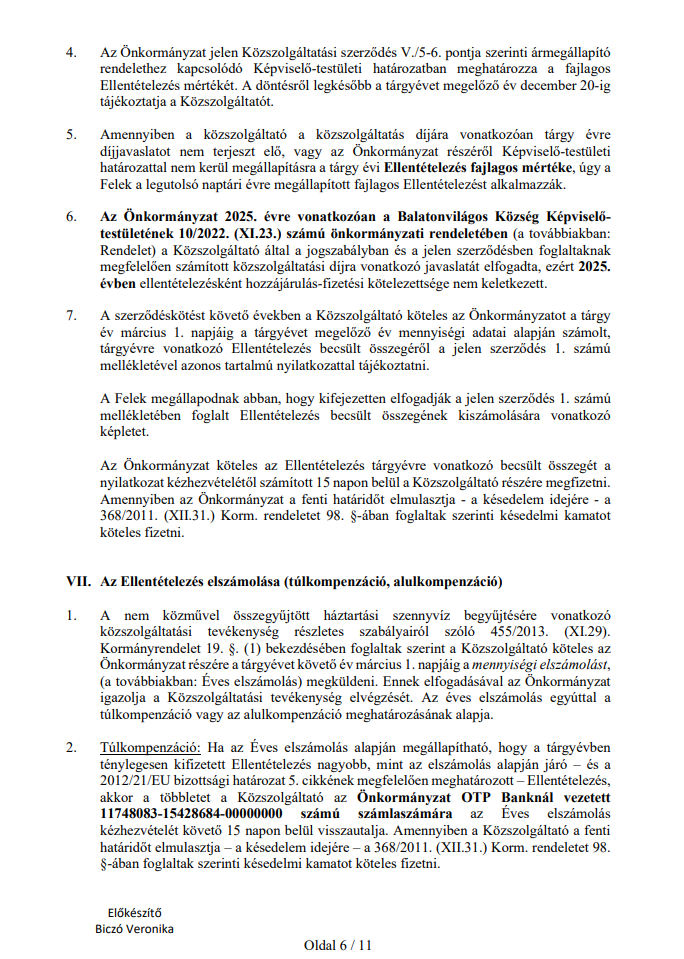 4. Az Önkormányzat jelen Közszolgáltatási szerződés V./5-6. pontja szerinti ármegállapító
rendelethez kapcsolódó Képviselő-testületi határozatban meghatározza a fajlagos
Ellentételezés mértékét. A döntésről legkésőbb a tárgyévet megelőző év december 20-ig
tájékoztatja a Közszolgáltatót.
5. Amennyiben a közszolgáltató a közszolgáltatás díjára vonatkozóan tárgy évre
díjjavaslatot nem terjeszt elő, vagy az Önkormányzat részéről Képviselő-testületi
határozattal nem kerül megállapításra a tárgy évi Ellentételezés fajlagos mértéke, úgy a
Felek a legutolsó naptári évre megállapított fajlagos Ellentételezést alkalmazzák.
6. Az Önkormányzat 2025. évre vonatkozóan a Balatonvilágos Község Képviselő-
testületének 10/2022. (XI.23.) számú önkormányzati rendeletében (a továbbiakban:
Rendelet) a Közszolgáltató által a jogszabályban és a jelen szerződésben foglaltaknak
megfelelően számított közszolgáltatási díjra vonatkozó javaslatát elfogadta, ezért 2025.
évben ellentételezésként hozzájárulás-fizetési kötelezettsége nem keletkezett.
7. A szerződéskötést követő években a Közszolgáltató köteles az Önkormányzatot a tárgy
év március 1. napjáig a tárgyévet megelőző év mennyiségi adatai alapján számolt,
tárgyévre vonatkozó Ellentételezés becsült összegéről a jelen szerződés 1. számú
mellékletével azonos tartalmú nyilatkozattal tájékoztatni.
A Felek megállapodnak abban, hogy kifejezetten elfogadják a jelen szerződés 1. számú
mellékletében foglalt Ellentételezés becsült összegének kiszámolására vonatkozó
képletet.
Az Önkormányzat köteles az Ellentételezés tárgyévre vonatkozó becsült összegét a
nyilatkozat kézhezvételétől számított 15 napon belül a Közszolgáltató részére megfizetni.
Amennyiben az Önkormányzat a fenti határidőt elmulasztja - a késedelem idejére - a
368/2011. (XII.31.) Korm. rendeletet 98. §-ában foglaltak szerinti késedelmi kamatot
köteles fizetni.
VII. Az Ellentételezés elszámolása (túlkompenzáció, alulkompenzáció)
1. A nem közművel összegyűjtött háztartási szennyvíz begyűjtésére vonatkozó
közszolgáltatási tevékenység részletes szabályairól szóló 455/2013. (XI.29).
Kormányrendelet 19. §. (1) bekezdésében foglaltak szerint a Közszolgáltató köteles az
Önkormányzat részére a tárgyévet követő év március 1. napjáig a mennyiségi elszámolást,
(a továbbiakban: Éves elszámolás) megküldeni. Ennek elfogadásával az Önkormányzat
igazolja a Közszolgáltatási tevékenység elvégzését. Az éves elszámolás egyúttal a
túlkompenzáció vagy az alulkompenzáció meghatározásának alapja.
2. Túlkompenzáció: Ha az Éves elszámolás alapján megállapítható, hogy a tárgyévben
ténylegesen kifizetett Ellentételezés nagyobb, mint az elszámolás alapján járó – és a
2012/21/EU bizottsági határozat 5. cikkének megfelelően meghatározott – Ellentételezés,
akkor a többletet a Közszolgáltató az Önkormányzat OTP Banknál vezetett
11748083-15428684-00000000 számú számlaszámára az Éves elszámolás
kézhezvételét követő 15 napon belül visszautalja. Amennyiben a Közszolgáltató a fenti
határidőt elmulasztja – a késedelem idejére – a 368/2011. (XII.31.) Korm. rendeletet 98.
§-ában foglaltak szerinti késedelmi kamatot köteles fizetni.
Előkészítő
Biczó Veronika
Oldal 6 / 11